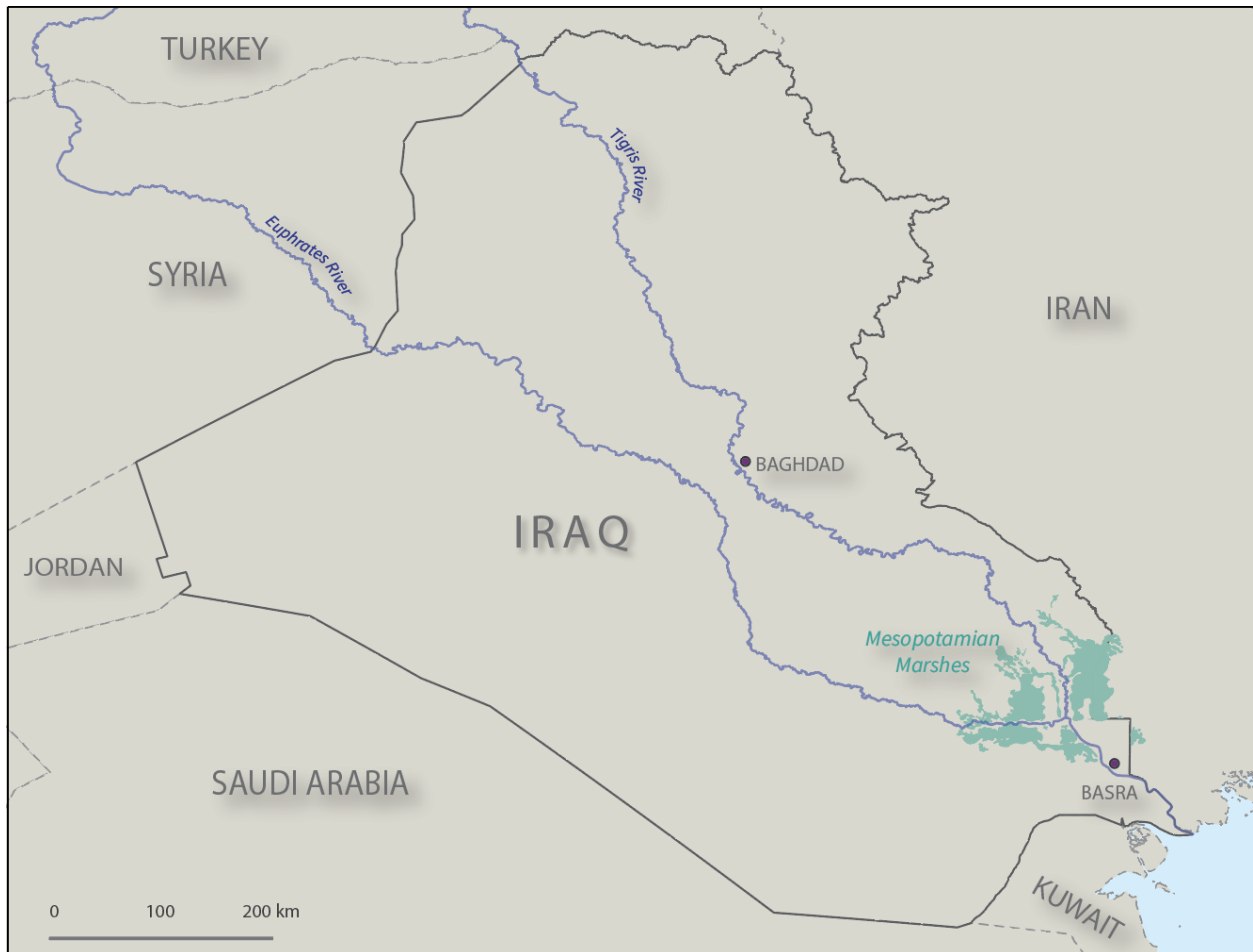 TURKEY
Tigris River
Euphrates River
SYRIA
IRAN
BAGHDAD
IRAQ
JORDAN
Mesopotamian
Marshes
SAUDI ARABIA
BASRA
KUWAIT
0 100 200 km